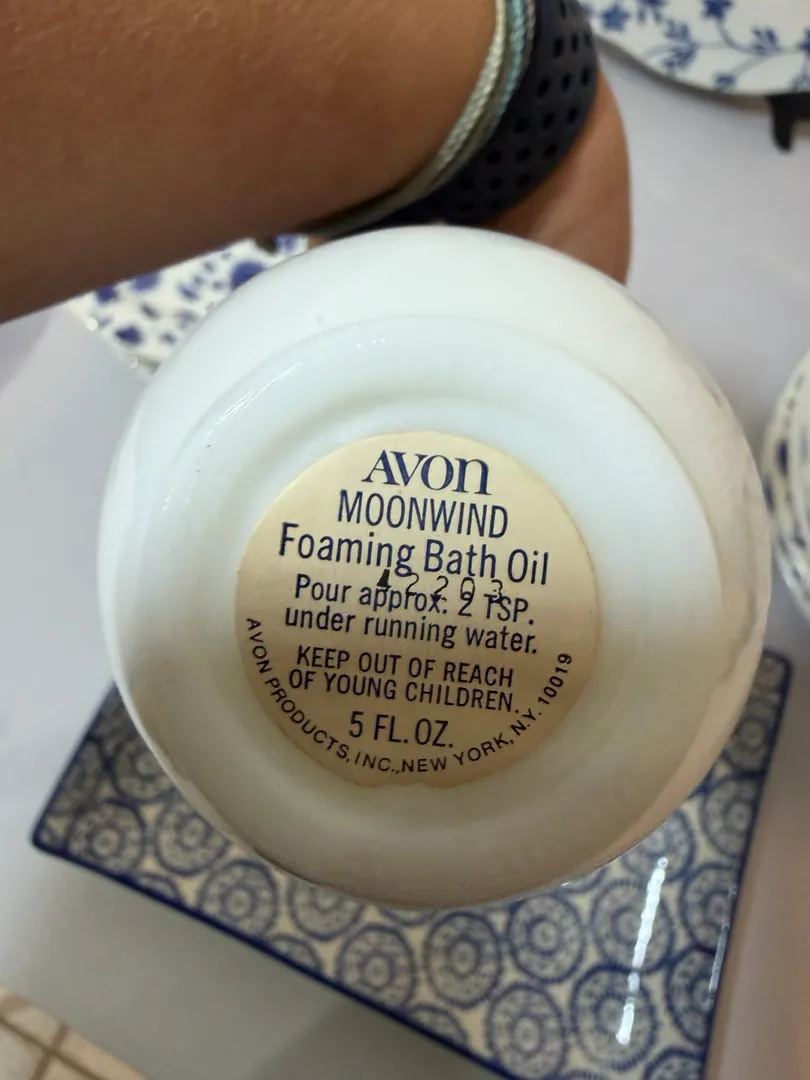 AVON
MOONWIND
Foaming Bath Oil
42203
Pour approx. 2 TSP.
under running water.
KEEP OUT OF REACH
OF YOUNG CHILDREN.
5 FL. OZ.
AVON PRODUCTS, INC., NEW YORK, N.Y. 10019